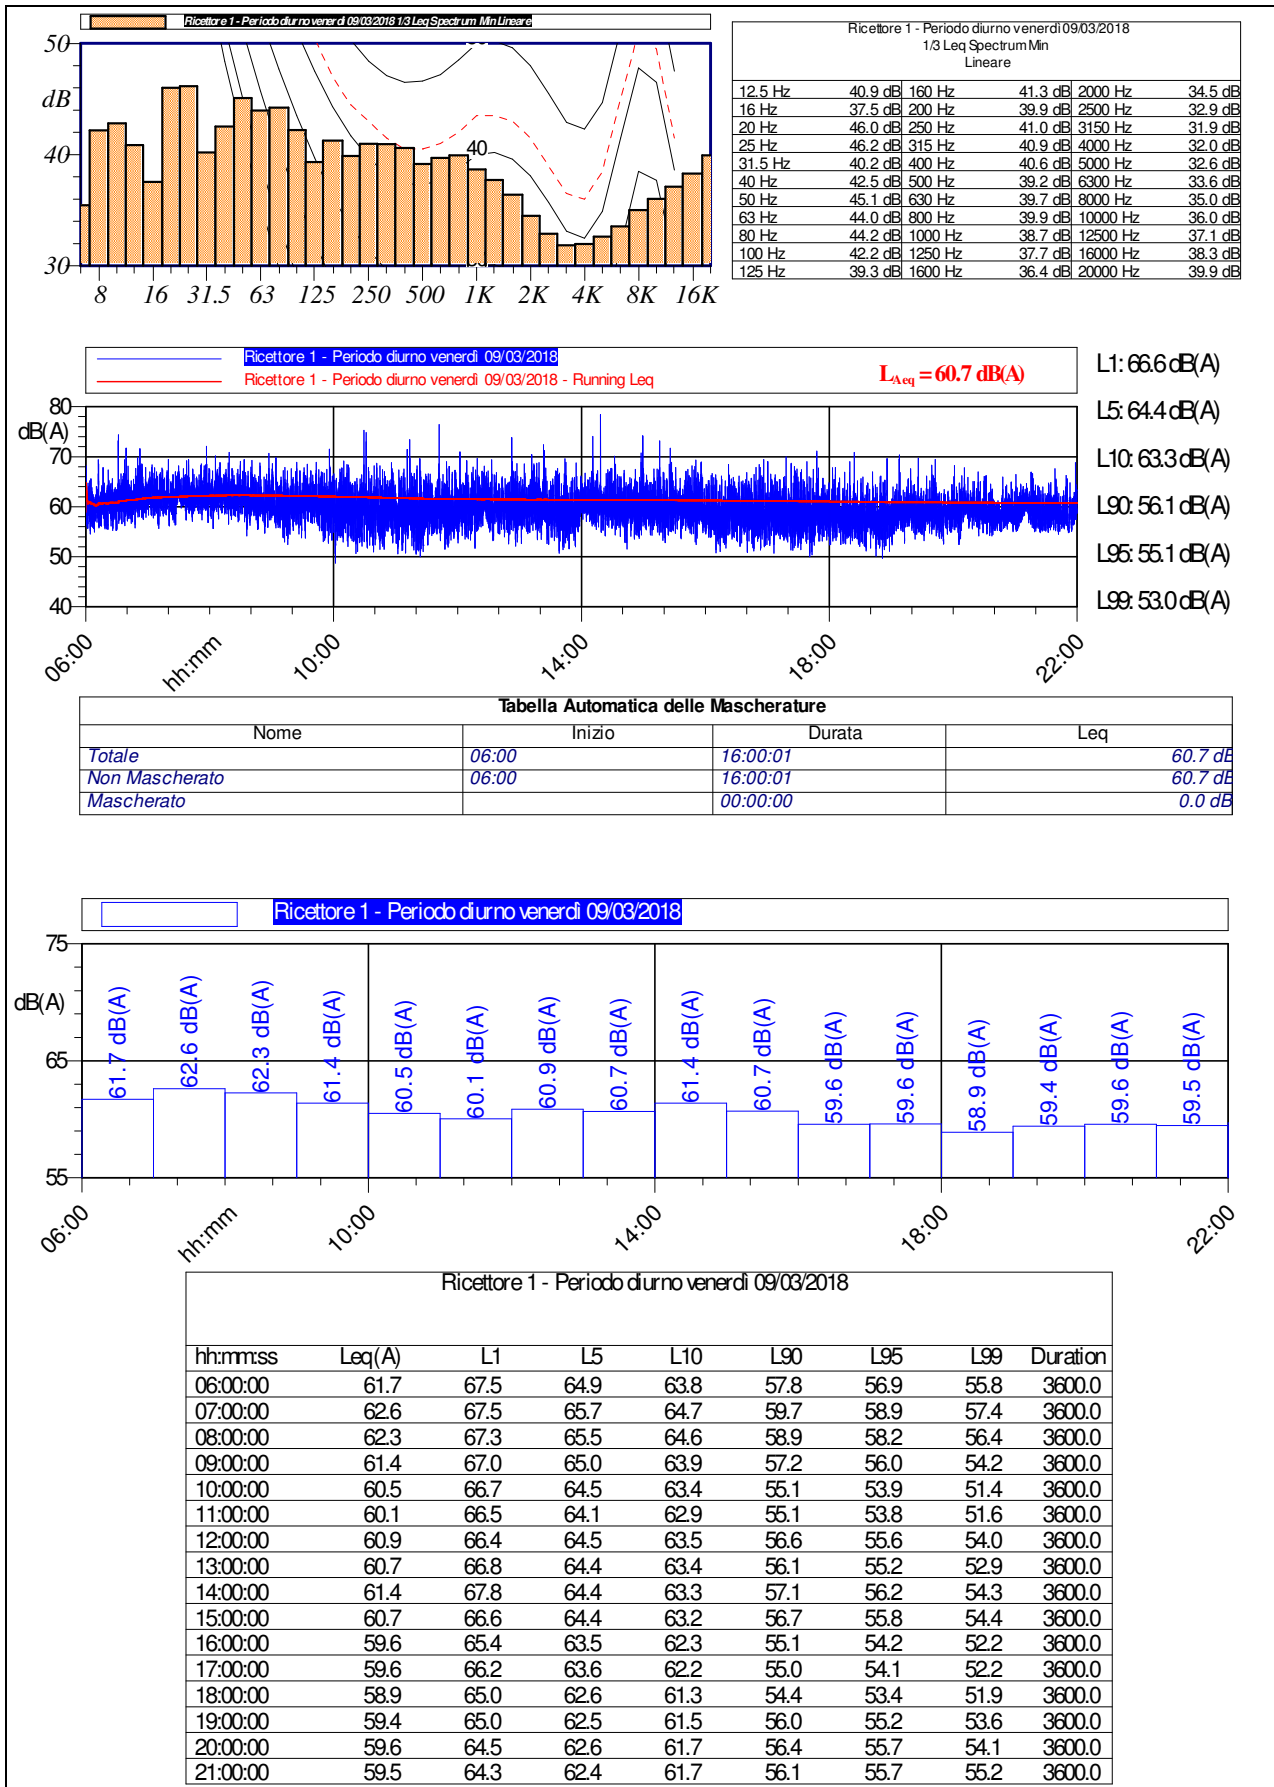 Ricettore 1 - Periodo diurno venerdì 09/03/2018 1/3 Leq Spectrum Min Lineare
50
dB
40
30
40
8 16 31.5 63 125 250 500 1K 2K 4K 8K 16K
Ricettore 1 - Periodo diurno venerdì 09/03/2018
1/3 Leq Spectrum Min
Lineare
12.5 Hz 40.9 dB 160 Hz 41.3 dB 2000 Hz 34.5 dB
16 Hz 37.5 dB 200 Hz 39.9 dB 2500 Hz 32.9 dB
20 Hz 46.0 dB 250 Hz 41.0 dB 3150 Hz 31.9 dB
25 Hz 46.2 dB 315 Hz 40.9 dB 4000 Hz 32.0 dB
31.5 Hz 40.2 dB 400 Hz 40.6 dB 5000 Hz 32.6 dB
40 Hz 42.5 dB 500 Hz 39.2 dB 6300 Hz 33.6 dB
50 Hz 45.1 dB 630 Hz 39.7 dB 8000 Hz 35.0 dB
63 Hz 44.0 dB 800 Hz 39.9 dB 10000 Hz 36.0 dB
80 Hz 44.2 dB 1000 Hz 38.7 dB 12500 Hz 37.1 dB
100 Hz 42.2 dB 1250 Hz 37.7 dB 16000 Hz 38.3 dB
125 Hz 39.3 dB 1600 Hz 36.4 dB 20000 Hz 39.9 dB
Ricettore 1 - Periodo diurno venerdì 09/03/2018
Ricettore 1 - Periodo diurno venerdì 09/03/2018 - Running Leq
LAeq = 60.7 dB(A)
L1: 66.6 dB(A)
L5: 64.4 dB(A)
L10: 63.3 dB(A)
L90: 56.1 dB(A)
L95: 55.1 dB(A)
L99: 53.0 dB(A)
80
dB(A)
70
60
50
40
06:00 hh:mm 10:00 14:00 18:00 22:00
Tabella Automatica delle Mascherature
Nome Inizio Durata Leq
Totale 06:00 16:00:01 60.7 dB
Non Mascherato 06:00 16:00:01 60.7 dB
Mascherato 00:00:00 0.0 dB
Ricettore 1 - Periodo diurno venerdì 09/03/2018
75
dB(A)
65
55
61.7 dB(A) 62.6 dB(A) 62.3 dB(A) 61.4 dB(A) 60.5 dB(A) 60.1 dB(A) 60.9 dB(A) 60.7 dB(A) 61.4 dB(A) 60.7 dB(A) 59.6 dB(A) 59.6 dB(A) 58.9 dB(A) 59.4 dB(A) 59.6 dB(A) 59.5 dB(A)
06:00 hh:mm 10:00 14:00 18:00 22:00
Ricettore 1 - Periodo diurno venerdì 09/03/2018
hh:mm:ss Leq(A) L1 L5 L10 L90 L95 L99 Duration
06:00:00 61.7 67.5 64.9 63.8 57.8 56.9 55.8 3600.0
07:00:00 62.6 67.5 65.7 64.7 59.7 58.9 57.4 3600.0
08:00:00 62.3 67.3 65.5 64.6 58.9 58.2 56.4 3600.0
09:00:00 61.4 67.0 65.0 63.9 57.2 56.0 54.2 3600.0
10:00:00 60.5 66.7 64.5 63.4 55.1 53.9 51.4 3600.0
11:00:00 60.1 66.5 64.1 62.9 55.1 53.8 51.6 3600.0
12:00:00 60.9 66.4 64.5 63.5 56.6 55.6 54.0 3600.0
13:00:00 60.7 66.8 64.4 63.4 56.1 55.2 52.9 3600.0
14:00:00 61.4 67.8 64.4 63.3 57.1 56.2 54.3 3600.0
15:00:00 60.7 66.6 64.4 63.2 56.7 55.8 54.4 3600.0
16:00:00 59.6 65.4 63.5 62.3 55.1 54.2 52.2 3600.0
17:00:00 59.6 66.2 63.6 62.2 55.0 54.1 52.2 3600.0
18:00:00 58.9 65.0 62.6 61.3 54.4 53.4 51.9 3600.0
19:00:00 59.4 65.0 62.5 61.5 56.0 55.2 53.6 3600.0
20:00:00 59.6 64.5 62.6 61.7 56.4 55.7 54.1 3600.0
21:00:00 59.5 64.3 62.4 61.7 56.1 55.7 55.2 3600.0